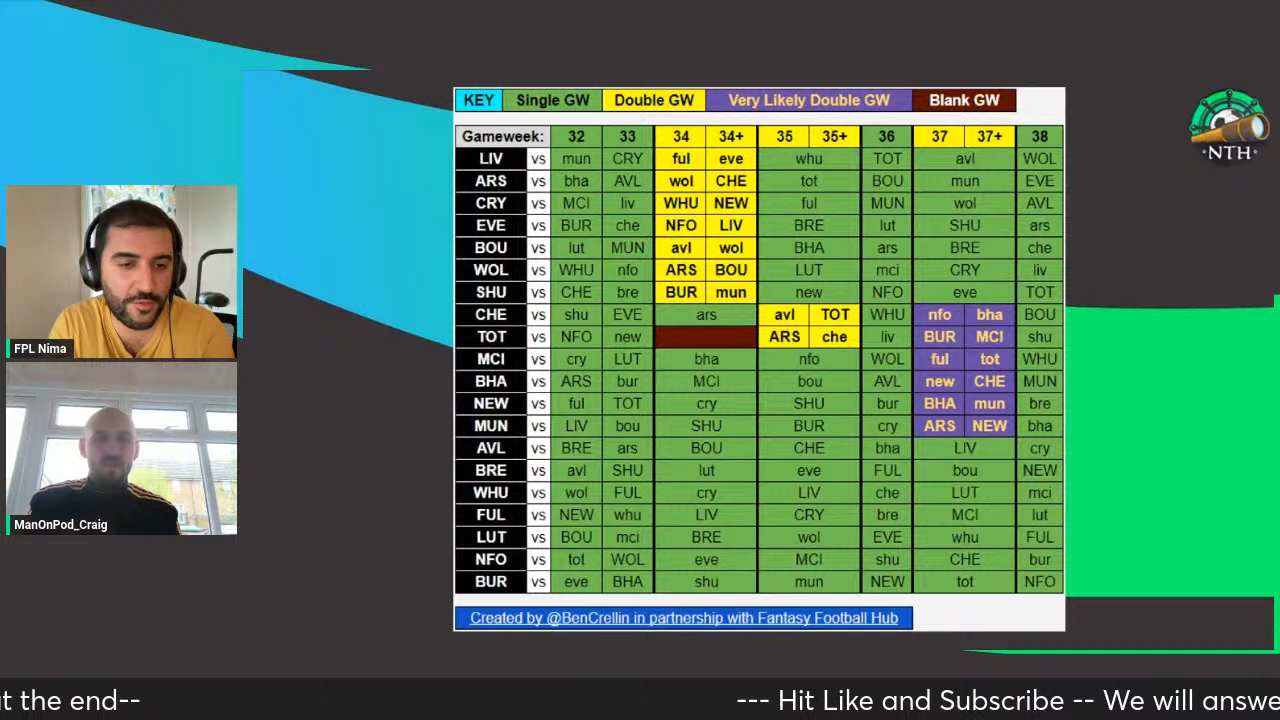 KEY Single GW Double GW Very Likely Double GW Blank GW
Gameweek: 32 33 34 34+ 35 35+ 36 37 37+ 38
LIV vs mun CRY ful eve whu TOT avl WOL
ARS vs bha AVL wol CHE tot BOU mun EVE
CRY vs MCI liv WHU NEW ful MUN wol AVL
EVE vs BUR che NFO LIV BRE lut SHU ars
BOU vs lut MUN avl wol BHA ars BRE che
WOL vs WHU nfo ARS BOU LUT mci CRY liv
SHU vs CHE bre BUR mun new NFO eve TOT
CHE vs shu EVE ars avl TOT WHU nfo bha BOU
TOT vs NFO new ARS che liv BUR MCI shu
MCI vs cry LUT bha nfo WOL ful tot WHU
BHA vs ARS bur MCI bou AVL new CHE MUN
NEW vs ful TOT cry SHU bur BHA mun bre
MUN vs LIV bou SHU BUR cry ARS NEW bha
AVL vs BRE ars BOU CHE bha LIV cry
BRE vs avl SHU lut eve FUL bou NEW
WHU vs wol FUL cry LIV che LUT mci
FUL vs NEW whu LIV CRY bre MCI lut
LUT vs BOU mci BRE wol EVE whu FUL
NFO vs tot WOL eve MCI shu CHE bur
BUR vs eve BHA shu mun NEW tot NFO
Created by @BenCrellin in partnership with Fantasy Football Hub
NTH
FPL Nima
ManOnPod_Craig
t the end-- --- Hit Like and Subscribe -- We will answe